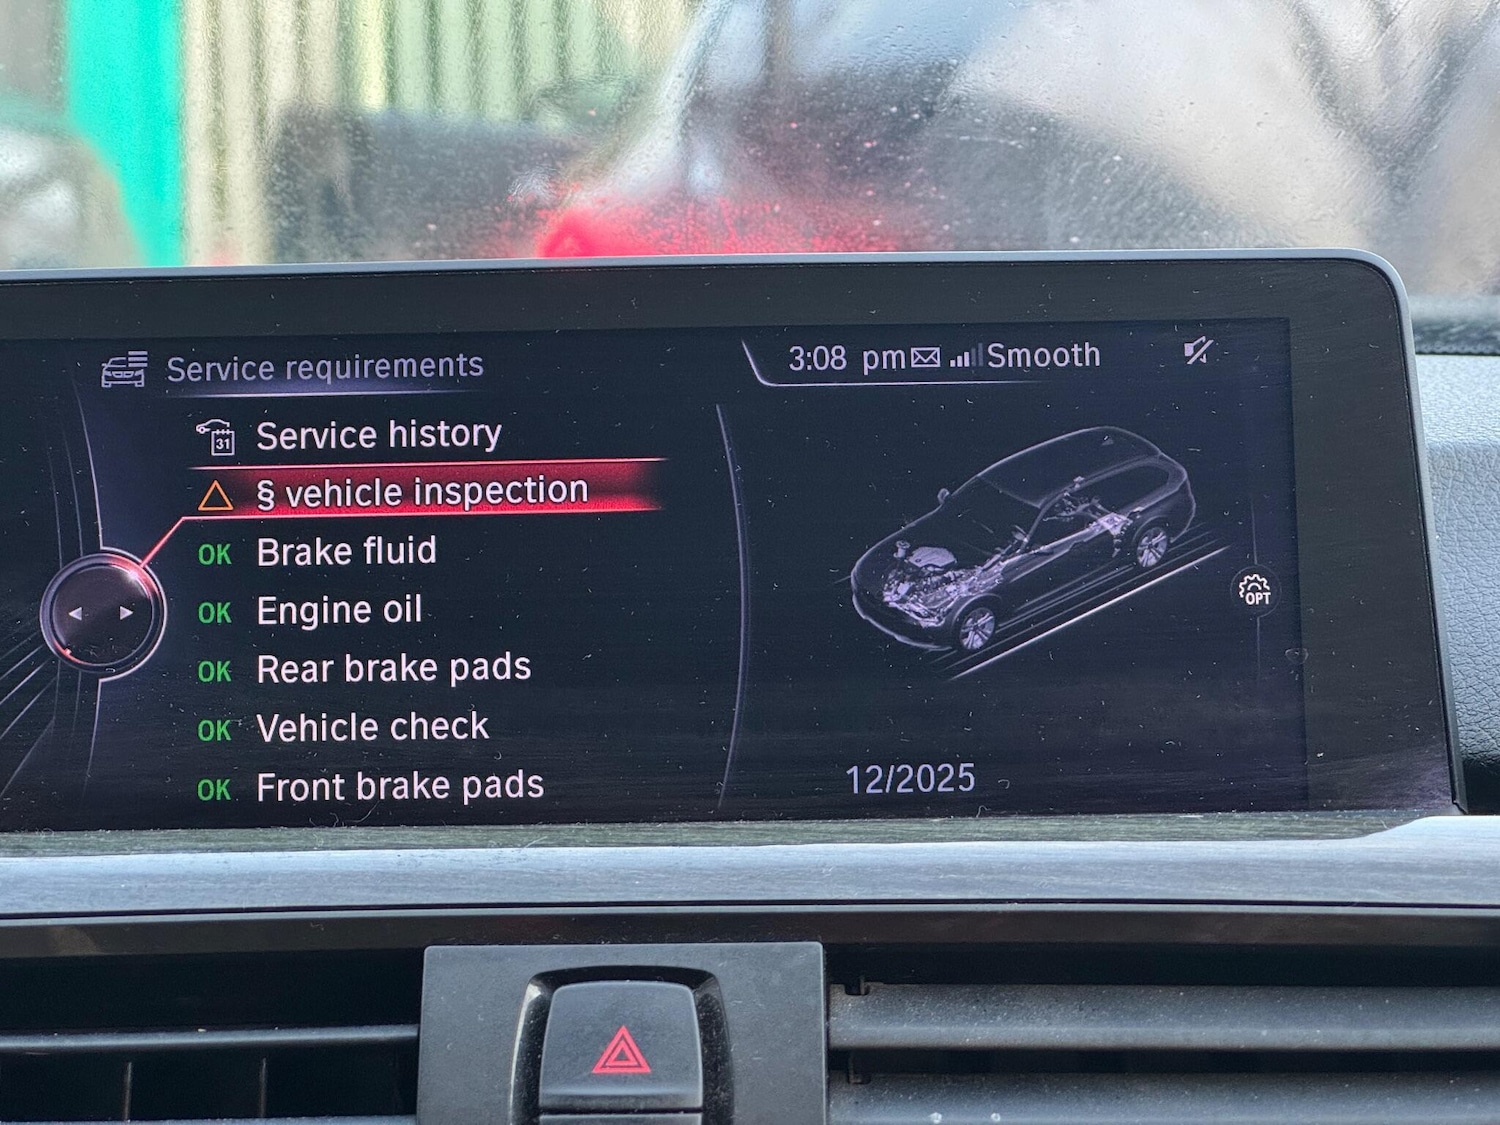 Service requirements
3:08 pm Smooth
31 Service history
§ vehicle inspection
OK Brake fluid
OK Engine oil
OK Rear brake pads
OK Vehicle check
OK Front brake pads
OPT
12/2025